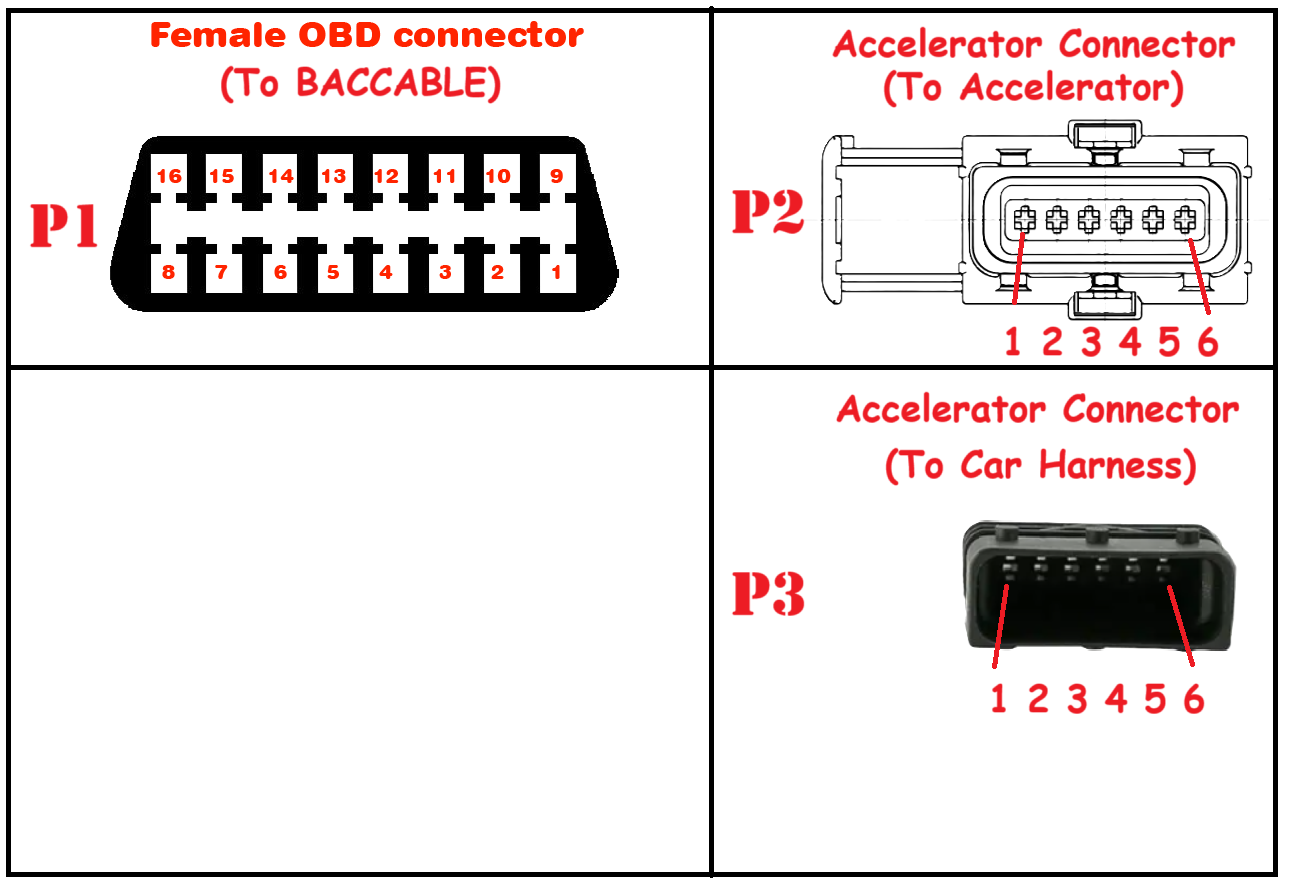 Female OBD connector
(To BACCABLE)
P1
16 15 14 13 12 11 10 9
8 7 6 5 4 3 2 1
Accelerator Connector
(To Accelerator)
P2
1 2 3 4 5 6
Accelerator Connector
(To Car Harness)
P3
1 2 3 4 5 6